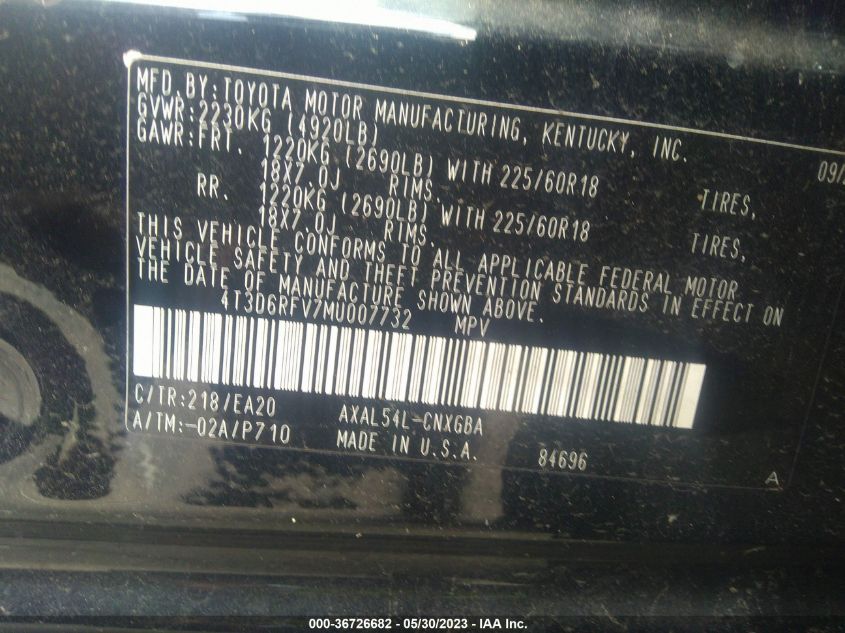 MFD.BY:TOYOTA MOTOR MANUFACTURING, KENTUCKY, INC.
09/
GVWR:2230KG (4920LB)
GAWR:FRT. 1220KG (2690LB) WITH 225/60R18 TIRES,
18X7.0J RIMS.
RR. 1220KG (2690LB) WITH 225/60R18 TIRES,
18X7.0J RIMS.
THIS VEHICLE CONFORMS TO ALL APPLICABLE FEDERAL MOTOR
VEHICLE SAFETY AND THEFT PREVENTION STANDARDS IN EFFECT ON
THE DATE OF MANUFACTURE SHOWN ABOVE.
4T3D6RFV7MU007732 MPV
C/TR:218/EA20 AXAL54L-CNXGBA
A/TM:-02A/P710 MADE IN U.S.A. 84696 A
000-36726682 - 05/30/2023 - IAA Inc.